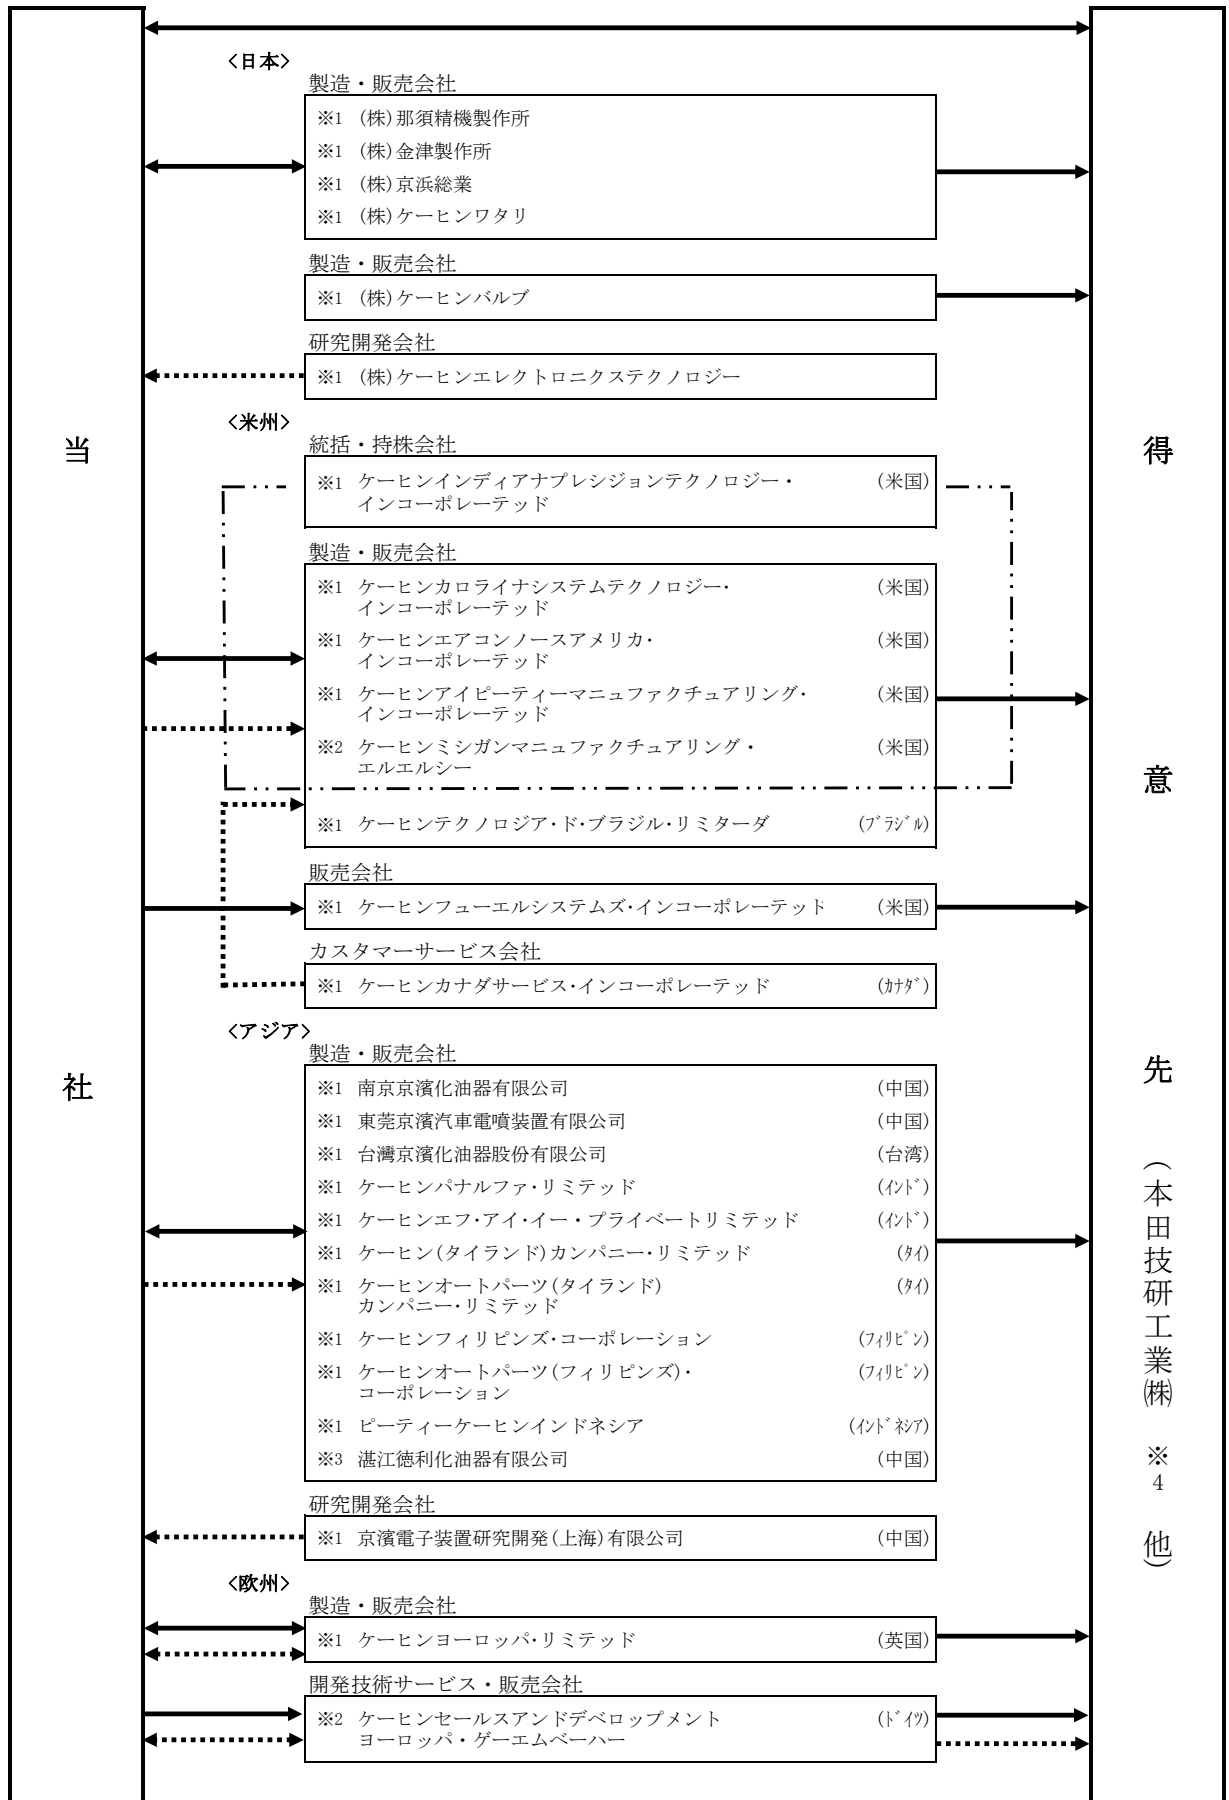 当社
得意先（本田技研工業㈱ ※4 他）
<日本>
製造・販売会社
※1 (株)那須精機製作所
※1 (株)金津製作所
※1 (株)京浜総業
※1 (株)ケーヒンワタリ
製造・販売会社
※1 (株)ケーヒンバルブ
研究開発会社
※1 (株)ケーヒンエレクトロニクステクノロジー
<米州>
統括・持株会社
※1 ケーヒンインディアナプレシジョンテクノロジー・ (米国)
インコーポレーテッド
製造・販売会社
※1 ケーヒンカロライナシステムテクノロジー・ (米国)
インコーポレーテッド
※1 ケーヒンエアコンノースアメリカ・ (米国)
インコーポレーテッド
※1 ケーヒンアイピーティーマニュファクチュアリング・ (米国)
インコーポレーテッド
※2 ケーヒンミシガンマニュファクチュアリング・ (米国)
エルエルシー
※1 ケーヒンテクノロジア・ド・ブラジル・リミターダ (ﾌﾞﾗｼﾞﾙ)
販売会社
※1 ケーヒンフューエルシステムズ・インコーポレーテッド (米国)
カスタマーサービス会社
※1 ケーヒンカナダサービス・インコーポレーテッド (ｶﾅﾀﾞ)
<アジア>
製造・販売会社
※1 南京京濱化油器有限公司 (中国)
※1 東莞京濱汽車電噴装置有限公司 (中国)
※1 台灣京濱化油器股份有限公司 (台湾)
※1 ケーヒンパナルファ・リミテッド (ｲﾝﾄﾞ)
※1 ケーヒンエフ・アイ・イー・プライベートリミテッド (ｲﾝﾄﾞ)
※1 ケーヒン(タイランド)カンパニー・リミテッド (ﾀｲ)
※1 ケーヒンオートパーツ(タイランド) (ﾀｲ)
カンパニー・リミテッド
※1 ケーヒンフィリピンズ・コーポレーション (ﾌｨﾘﾋﾟﾝ)
※1 ケーヒンオートパーツ(フィリピンズ)・ (ﾌｨﾘﾋﾟﾝ)
コーポレーション
※1 ピーティーケーヒンインドネシア (ｲﾝﾄﾞﾈｼｱ)
※3 湛江徳利化油器有限公司 (中国)
研究開発会社
※1 京濱電子装置研究開発(上海)有限公司 (中国)
<欧州>
製造・販売会社
※1 ケーヒンヨーロッパ・リミテッド (英国)
開発技術サービス・販売会社
※2 ケーヒンセールスアンドデベロップメント (ﾄﾞｲﾂ)
ヨーロッパ・ゲーエムベーハー